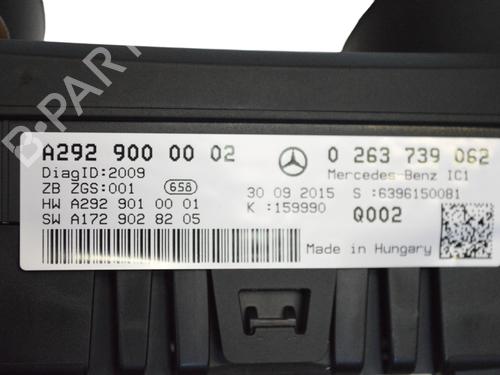 B-PARTS
A292 900 00 02
DiagID:2009
ZB ZGS:001 658
HW A292 901 00 01
SW A172 902 82 05
0 263 739 062
Mercedes-Benz IC1
30 09 2015 S :6396150081
K :159990 Q002
Made in Hungary